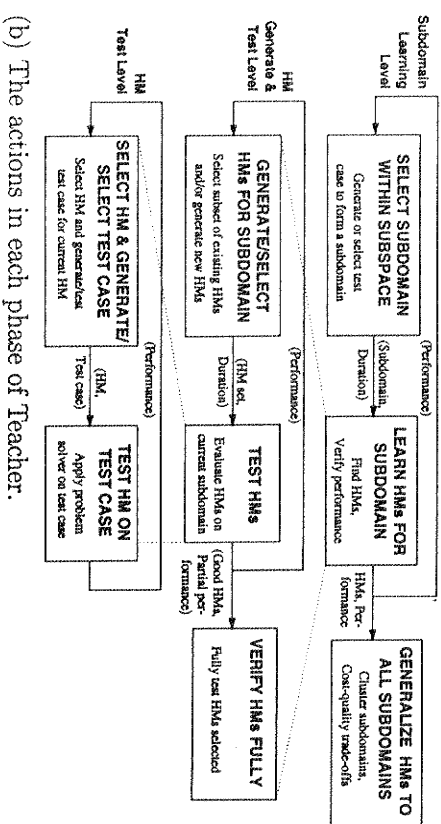 Subdomain
Learning
Level
(Performance)
SELECT SUBDOMAIN
WITHIN SUBSPACE
Generate or select test
case to form a subdomain
(Subdomain,
Duration)
LEARN HMs FOR
SUBDOMAIN
Find HMs,
Verify performance
HMs, Per-
formance
GENERALIZE HMs TO
ALL SUBDOMAINS
Cluster subdomains,
Cost-quality trade-offs
HM
Generate &
Test Level
(Performance)
GENERATE/SELECT
HMs FOR SUBDOMAIN
Select subset of existing HMs
and/or generate new HMs
(HM set,
Duration)
TEST HMs
Evaluate HMs on
current subdomain
(Good HMs,
Partial per-
formance)
VERIFY HMs FULLY
Fully test HMs selected
HM
Test Level
(Performance)
SELECT HM & GENERATE/
SELECT TEST CASE
Select HM and generate/test
test case for current HM
(HM,
Test case)
TEST HM ON
TEST CASE
Apply problem
solver on test case
(b) The actions in each phase of Teacher.